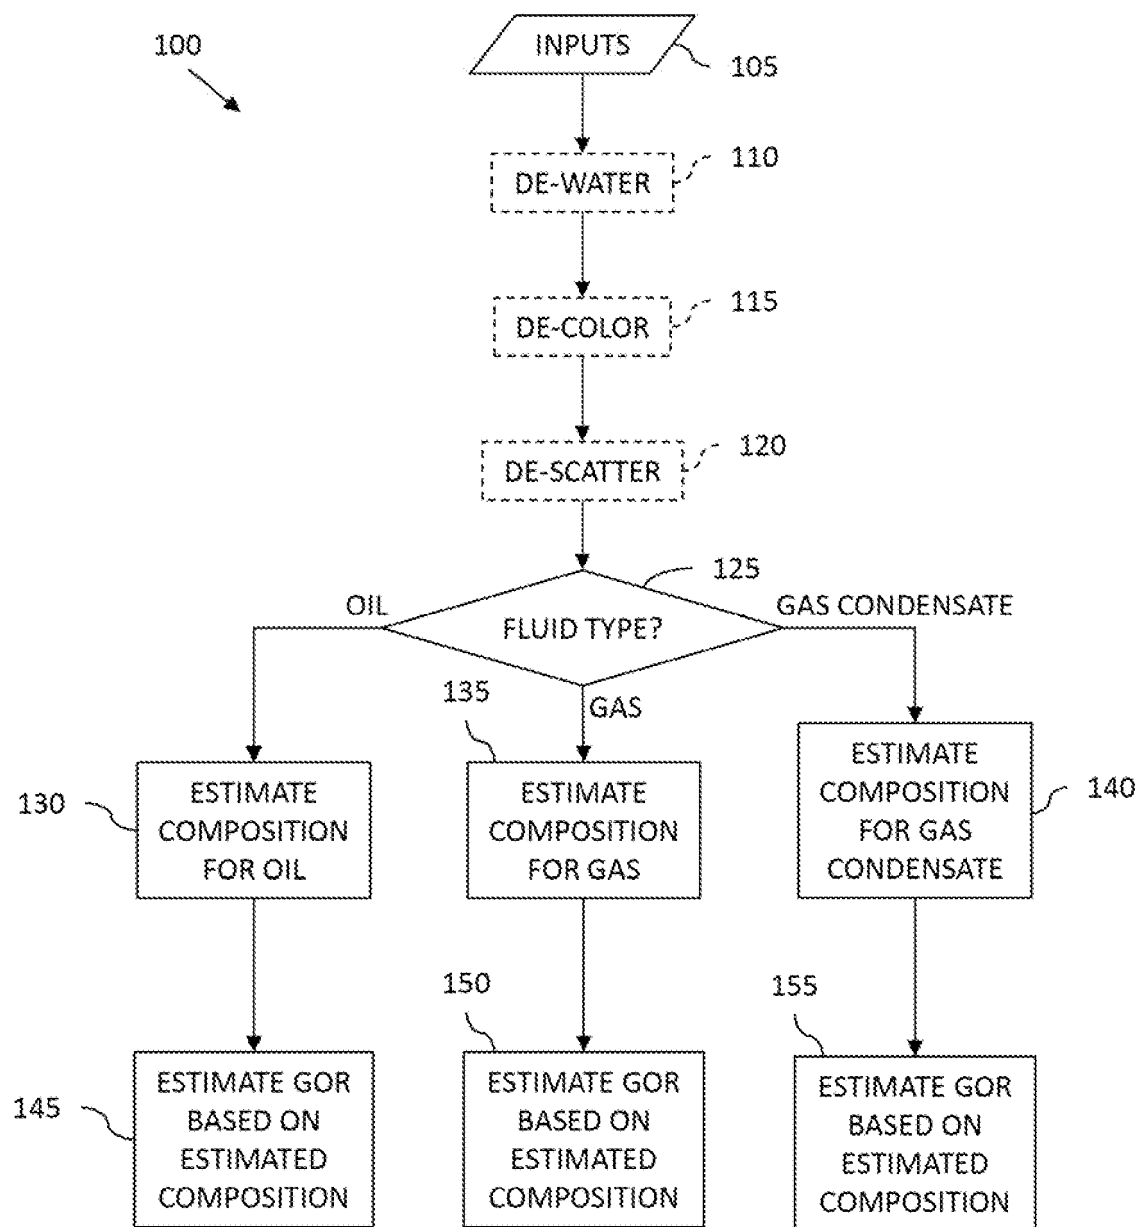 100
INPUTS
105
DE-WATER
110
DE-COLOR
115
DE-SCATTER
120
125
OIL
FLUID TYPE?
GAS CONDENSATE
GAS
130
ESTIMATE
COMPOSITION
FOR OIL
135
ESTIMATE
COMPOSITION
FOR GAS
140
ESTIMATE
COMPOSITION
FOR GAS
CONDENSATE
145
ESTIMATE GOR
BASED ON
ESTIMATED
COMPOSITION
150
ESTIMATE GOR
BASED ON
ESTIMATED
COMPOSITION
155
ESTIMATE GOR
BASED ON
ESTIMATED
COMPOSITION